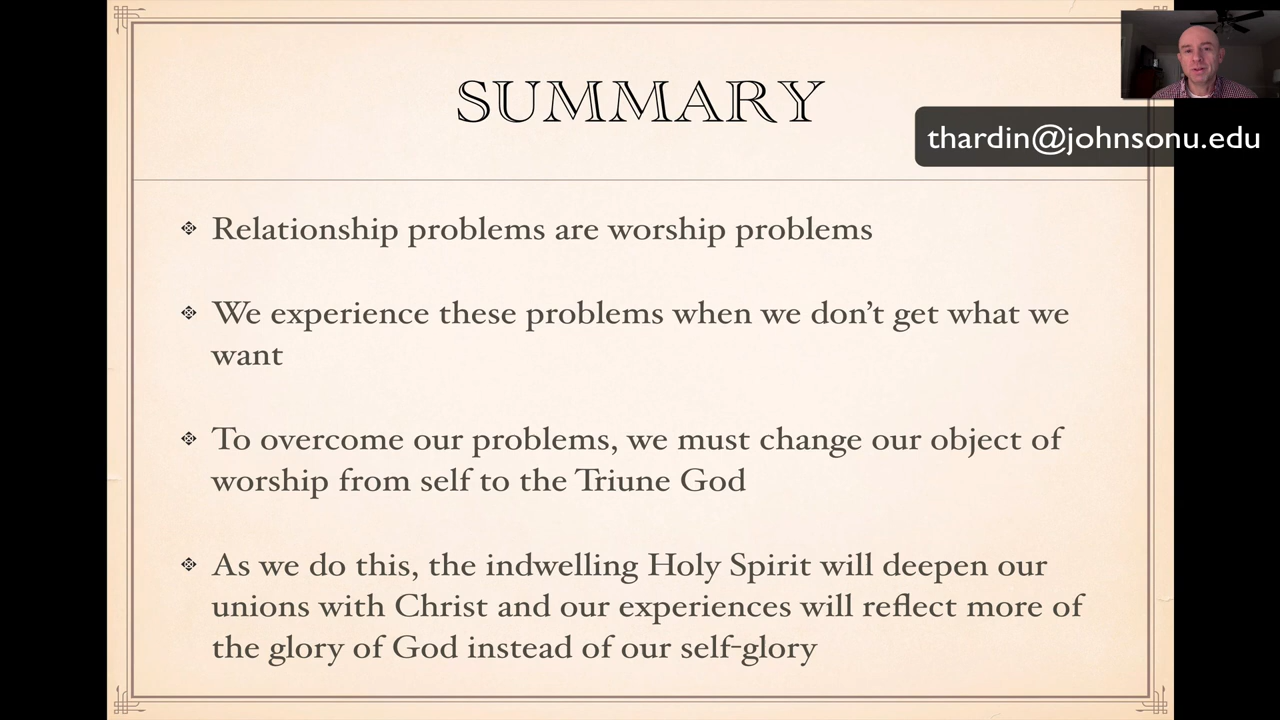 SUMMARY
thardin@johnsonu.edu
Relationship problems are worship problems
We experience these problems when we don’t get what we
want
To overcome our problems, we must change our object of
worship from self to the Triune God
As we do this, the indwelling Holy Spirit will deepen our
unions with Christ and our experiences will reflect more of
the glory of God instead of our self-glory